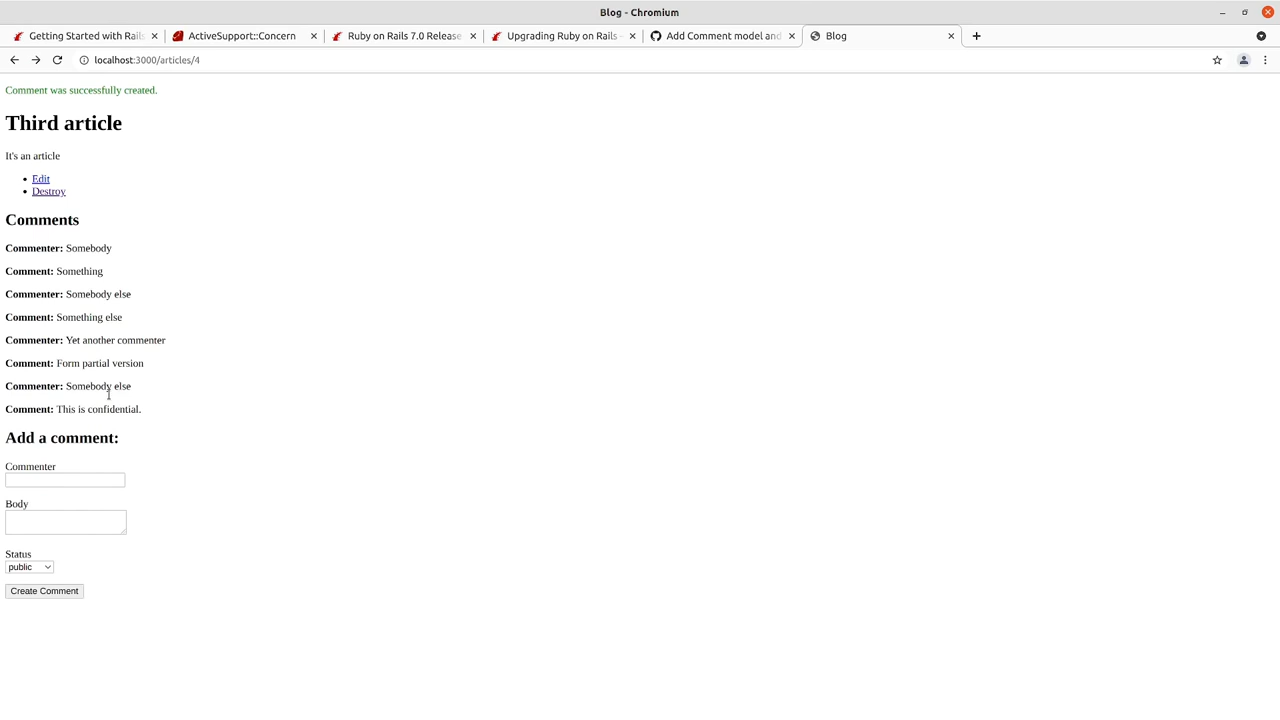 Blog - Chromium
Getting Started with Rails
ActiveSupport::Concern
Ruby on Rails 7.0 Release
Upgrading Ruby on Rails -
Add Comment model and
Blog
localhost:3000/articles/4
Comment was successfully created.
Third article
It's an article
• Edit
• Destroy
Comments
Commenter: Somebody
Comment: Something
Commenter: Somebody else
Comment: Something else
Commenter: Yet another commenter
Comment: Form partial version
Commenter: Somebody else
Comment: This is confidential.
Add a comment:
Commenter
Body
Status
public
Create Comment